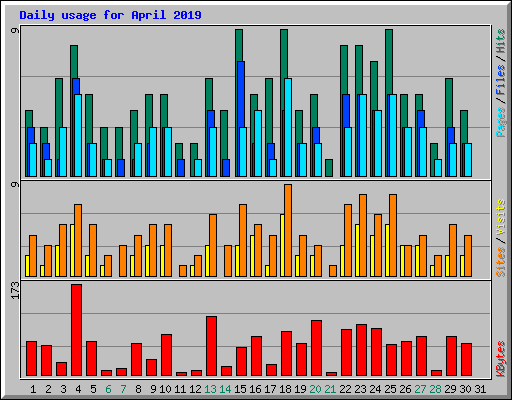 Daily usage for April 2019
9
Pages / Files / Hits
9
Sites / Visits
173
KBytes
1 2 3 4 5 6 7 8 9 10 11 12 13 14 15 16 17 18 19 20 21 22 23 24 25 26 27 28 29 30 31